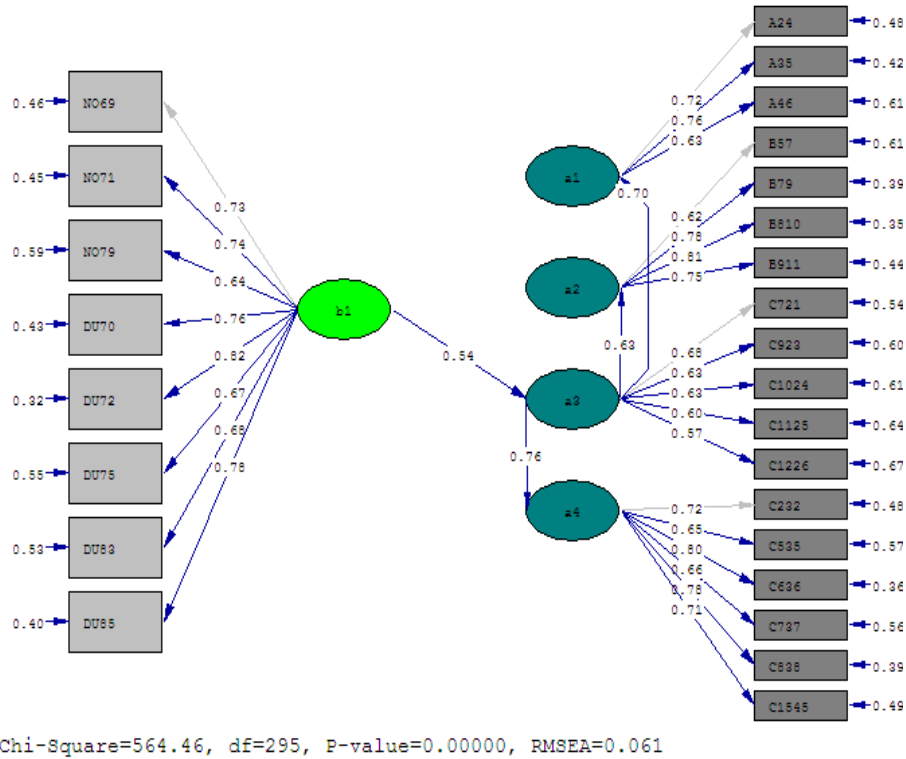 A24
0.48
A35
0.42
A46
0.61
B57
0.61
B79
0.39
B810
0.35
B911
0.44
C721
0.54
C923
0.60
C1024
0.61
C1125
0.64
C1226
0.67
C232
0.48
C535
0.57
C636
0.36
C737
0.56
C838
0.39
C1545
0.49
0.46
NO69
0.45
NO71
0.59
NO79
0.43
DU70
0.32
DU72
0.55
DU75
0.53
DU83
0.40
DU85
0.73
0.74
0.64
0.76
0.82
0.67
0.68
0.78
b1
0.54
a1
a2
a3
a4
0.70
0.63
0.76
0.72
0.76
0.63
0.62
0.78
0.81
0.75
0.68
0.63
0.63
0.60
0.57
0.72
0.65
0.80
0.66
0.78
0.71
Chi-Square=564.46, df=295, P-value=0.00000, RMSEA=0.061